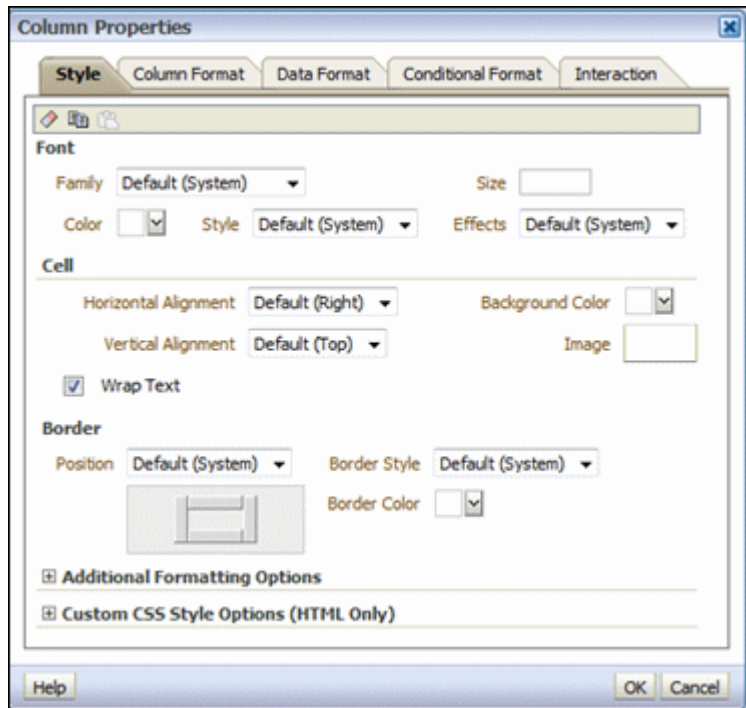 Column Properties
Style Column Format Data Format Conditional Format Interaction
Font
Family Default (System) Size
Color Style Default (System) Effects Default (System)
Cell
Horizontal Alignment Default (Right) Background Color
Vertical Alignment Default (Top) Image
Wrap Text
Border
Position Default (System) Border Style Default (System)
Border Color
Additional Formatting Options
Custom CSS Style Options (HTML Only)
Help OK Cancel